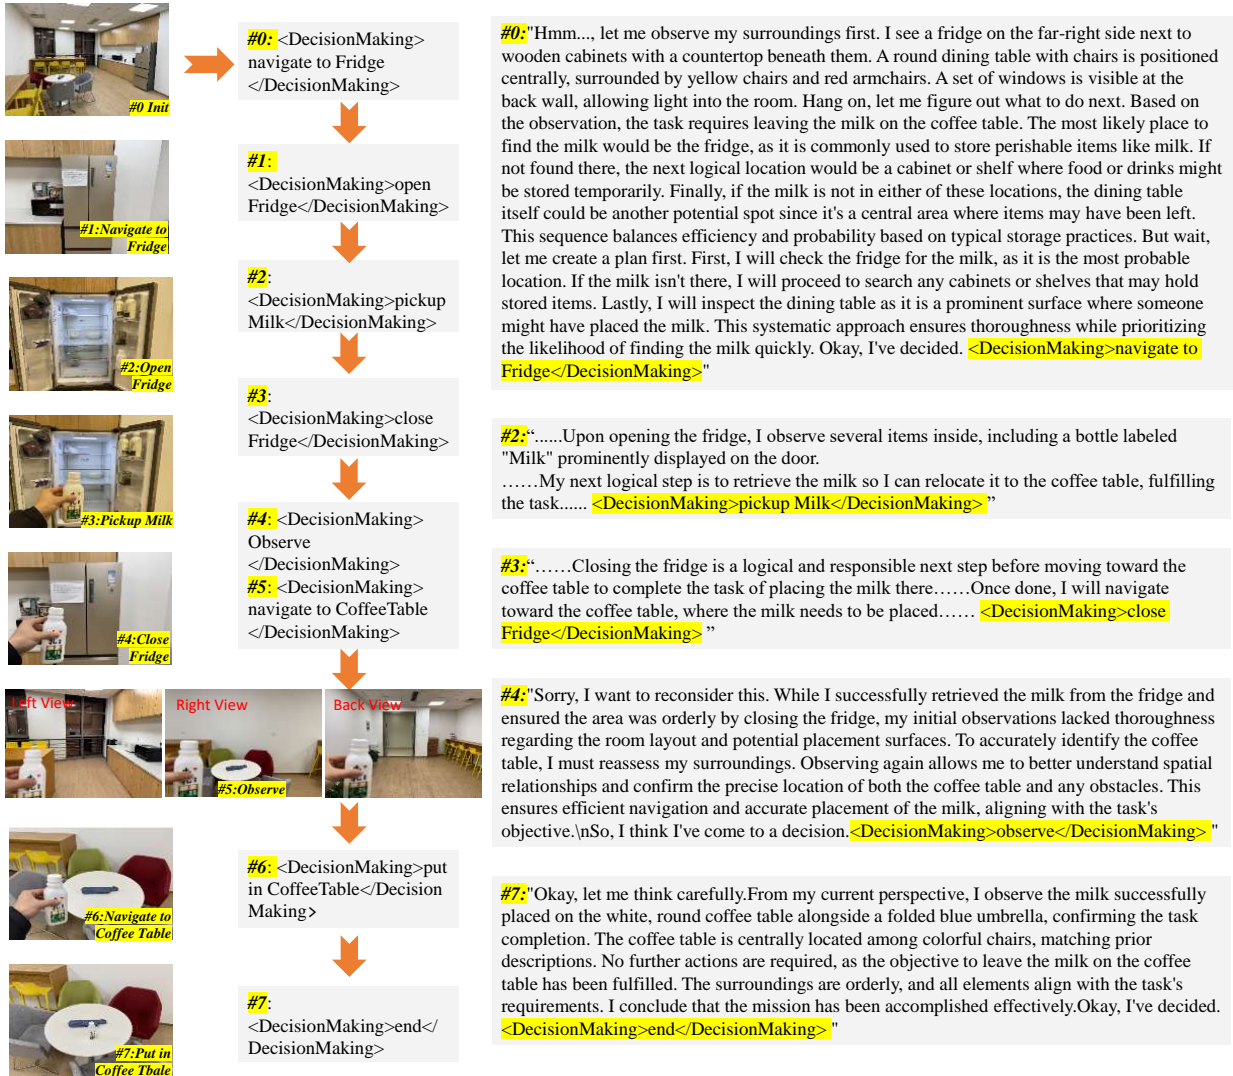 #0 Init
#1:Navigate to
Fridge
#2:Open
Fridge
#3:Pickup Milk
#4:Close
Fridge
Left View
Right View
Back View
#5:Observe
#6:Navigate to
Coffee Table
#7:Put in
Coffee Tbale
#0: <DecisionMaking>
navigate to Fridge
</DecisionMaking>
#1:
<DecisionMaking>open
Fridge</DecisionMaking>
#2:
<DecisionMaking>pickup
Milk</DecisionMaking>
#3:
<DecisionMaking>close
Fridge</DecisionMaking>
#4: <DecisionMaking>
Observe
</DecisionMaking>
#5: <DecisionMaking>
navigate to CoffeeTable
</DecisionMaking>
#6: <DecisionMaking>put
in CoffeeTable</Decision
Making>
#7:
<DecisionMaking>end</
DecisionMaking>
#0:"Hmm..., let me observe my surroundings first. I see a fridge on the far-right side next to
wooden cabinets with a countertop beneath them. A round dining table with chairs is positioned
centrally, surrounded by yellow chairs and red armchairs. A set of windows is visible at the
back wall, allowing light into the room. Hang on, let me figure out what to do next. Based on
the observation, the task requires leaving the milk on the coffee table. The most likely place to
find the milk would be the fridge, as it is commonly used to store perishable items like milk. If
not found there, the next logical location would be a cabinet or shelf where food or drinks might
be stored temporarily. Finally, if the milk is not in either of these locations, the dining table
itself could be another potential spot since it's a central area where items may have been left.
This sequence balances efficiency and probability based on typical storage practices. But wait,
let me create a plan first. First, I will check the fridge for the milk, as it is the most probable
location. If the milk isn't there, I will proceed to search any cabinets or shelves that may hold
stored items. Lastly, I will inspect the dining table as it is a prominent surface where someone
might have placed the milk. This systematic approach ensures thoroughness while prioritizing
the likelihood of finding the milk quickly. Okay, I've decided. <DecisionMaking>navigate to
Fridge</DecisionMaking>"
#2:“......Upon opening the fridge, I observe several items inside, including a bottle labeled
"Milk" prominently displayed on the door.
……My next logical step is to retrieve the milk so I can relocate it to the coffee table, fulfilling
the task...... <DecisionMaking>pickup Milk</DecisionMaking> ”
#3:“……Closing the fridge is a logical and responsible next step before moving toward the
coffee table to complete the task of placing the milk there……Once done, I will navigate
toward the coffee table, where the milk needs to be placed…… <DecisionMaking>close
Fridge</DecisionMaking> ”
#4:"Sorry, I want to reconsider this. While I successfully retrieved the milk from the fridge and
ensured the area was orderly by closing the fridge, my initial observations lacked thoroughness
regarding the room layout and potential placement surfaces. To accurately identify the coffee
table, I must reassess my surroundings. Observing again allows me to better understand spatial
relationships and confirm the precise location of both the coffee table and any obstacles. This
ensures efficient navigation and accurate placement of the milk, aligning with the task's
objective.\nSo, I think I've come to a decision.<DecisionMaking>observe</DecisionMaking> "
#7:"Okay, let me think carefully.From my current perspective, I observe the milk successfully
placed on the white, round coffee table alongside a folded blue umbrella, confirming the task
completion. The coffee table is centrally located among colorful chairs, matching prior
descriptions. No further actions are required, as the objective to leave the milk on the coffee
table has been fulfilled. The surroundings are orderly, and all elements align with the task's
requirements. I conclude that the mission has been accomplished effectively.Okay, I've decided.
<DecisionMaking>end</DecisionMaking> "